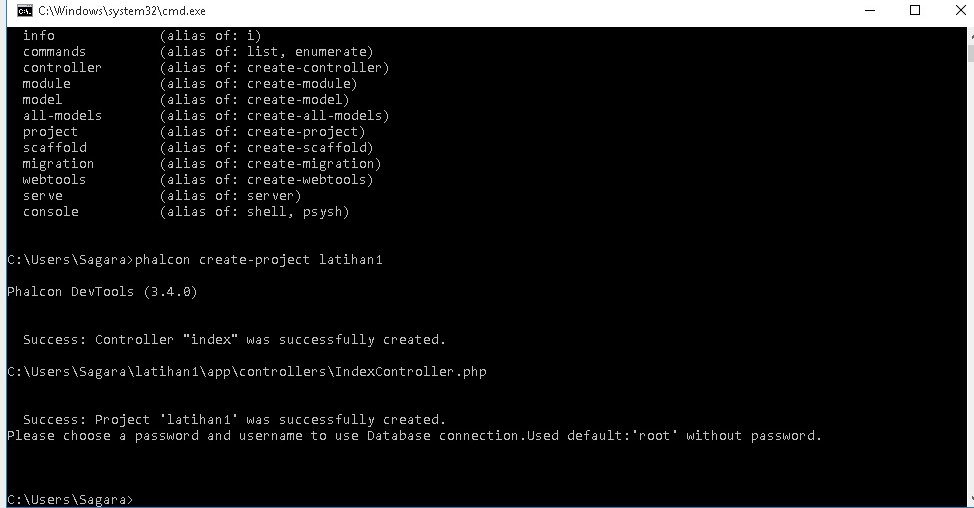 C:\Windows\system32\cmd.exe
info (alias of: i)
commands (alias of: list, enumerate)
controller (alias of: create-controller)
module (alias of: create-module)
model (alias of: create-model)
all-models (alias of: create-all-models)
project (alias of: create-project)
scaffold (alias of: create-scaffold)
migration (alias of: create-migration)
webtools (alias of: create-webtools)
serve (alias of: server)
console (alias of: shell, psysh)
C:\Users\Sagara>phalcon create-project latihan1
Phalcon DevTools (3.4.0)
Success: Controller "index" was successfully created.
C:\Users\Sagara\latihan1\app\controllers\IndexController.php
Success: Project 'latihan1' was successfully created.
Please choose a password and username to use Database connection.Used default:'root' without password.
C:\Users\Sagara>